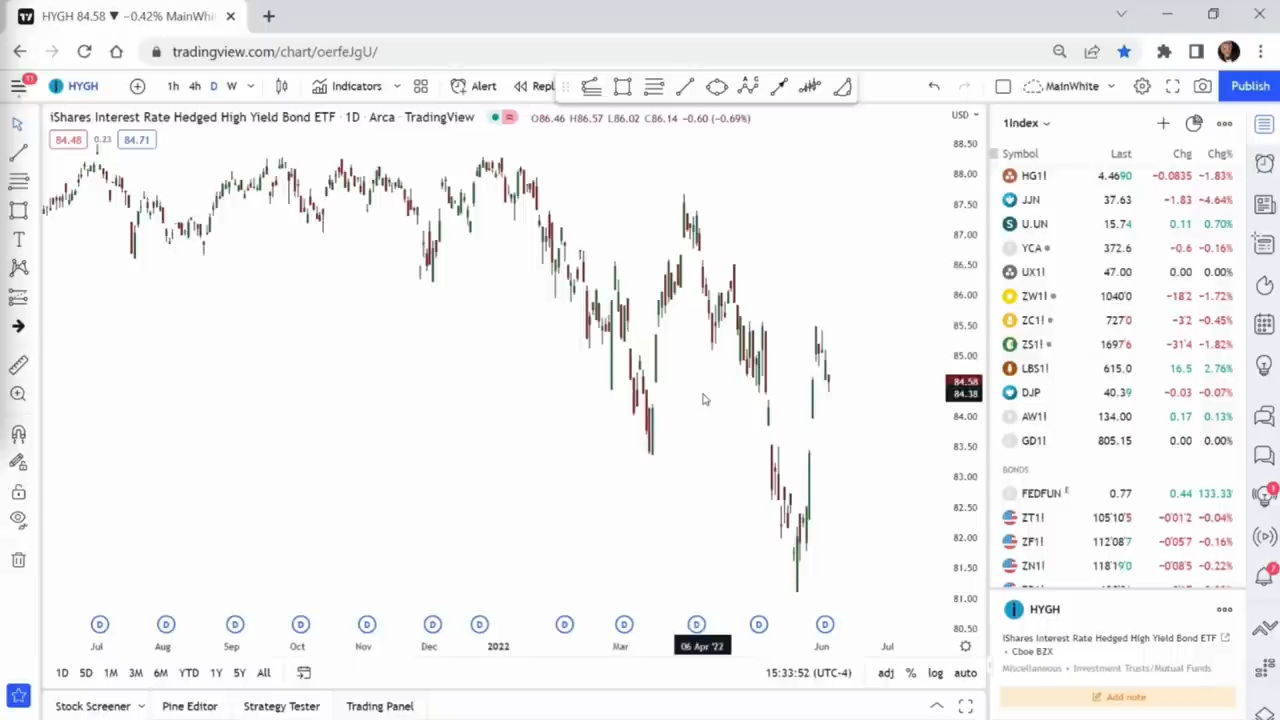 HYGH 84.58 ▼ −0.42% MainWhit
tradingview.com/chart/oerfeJgU/
11
HYGH 1h 4h D W Indicators Alert Repl MainWhite Publish
iShares Interest Rate Hedged High Yield Bond ETF · 1D · Arca · TradingView O86.46 H86.57 L86.02 C86.14 −0.60 (−0.69%)
84.48 0.23 84.71
USD
88.50
88.00
87.50
87.00
86.50
86.00
85.50
85.00
84.58
84.38
84.00
83.50
83.00
82.50
82.00
81.50
81.00
80.50
D D D D D D D D D D D D
Jul Aug Sep Oct Nov Dec 2022 Mar 06 Apr '22 Jun Jul
1D 5D 1M 3M 6M YTD 1Y 5Y All 15:33:52 (UTC-4) adj % log auto
Stock Screener Pine Editor Strategy Tester Trading Panel
1Index
Symbol Last Chg Chg%
HG1! 4.4690 −0.0835 −1.83%
JJN 37.63 −1.83 −4.64%
U.UN 15.74 0.11 0.70%
YCA 372.6 −0.6 −0.16%
UX1! 47.00 0.00 0.00%
ZW1! 1040'0 −18'2 −1.72%
ZC1! 727'0 −3'2 −0.45%
ZS1! 1697'6 −31'4 −1.82%
LBS1! 615.0 16.5 2.76%
DJP 40.39 −0.03 −0.07%
AW1! 134.00 0.17 0.13%
GD1! 805.15 0.00 0.00%
BONDS
FEDFUN E 0.77 0.44 133.33
ZT1! 105'10'5 −0'01'2 −0.04%
ZF1! 112'08'7 −0'05'7 −0.16%
ZN1! 118'19'0 −0'08'5 −0.22%
HYGH
iShares Interest Rate Hedged High Yield Bond ETF
• Cboe BZX
Miscellaneous • Investment Trusts/Mutual Funds
Add note
1
7